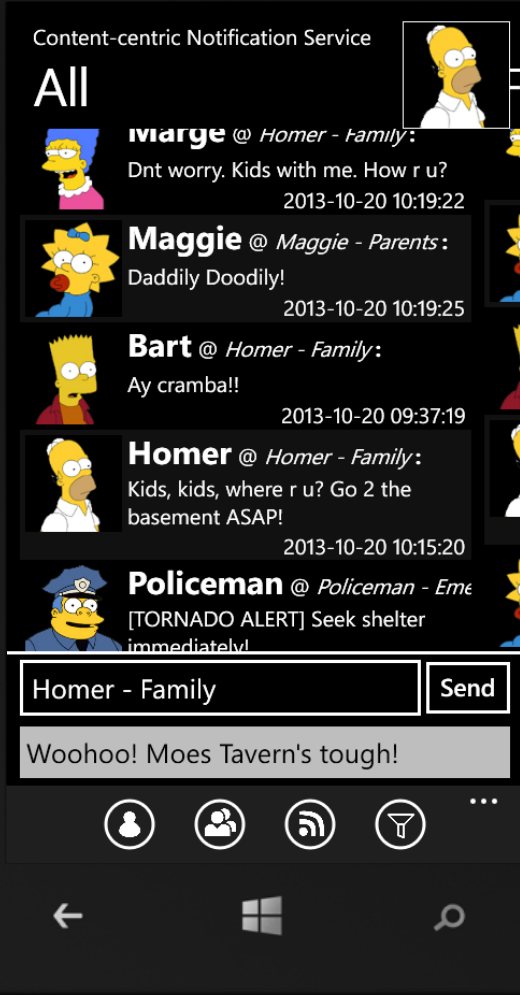 Content-centric Notification Service
All
Marge @ Homer - Family:
Dnt worry. Kids with me. How r u?
2013-10-20 10:19:22
Maggie @ Maggie - Parents:
Daddily Doodily!
2013-10-20 10:19:25
Bart @ Homer - Family:
Ay cramba!!
2013-10-20 09:37:19
Homer @ Homer - Family:
Kids, kids, where r u? Go 2 the
basement ASAP!
2013-10-20 10:15:20
Policeman @ Policeman - Eme
[TORNADO ALERT] Seek shelter
immediately!
Homer - Family
Send
Woohoo! Moes Tavern's tough!